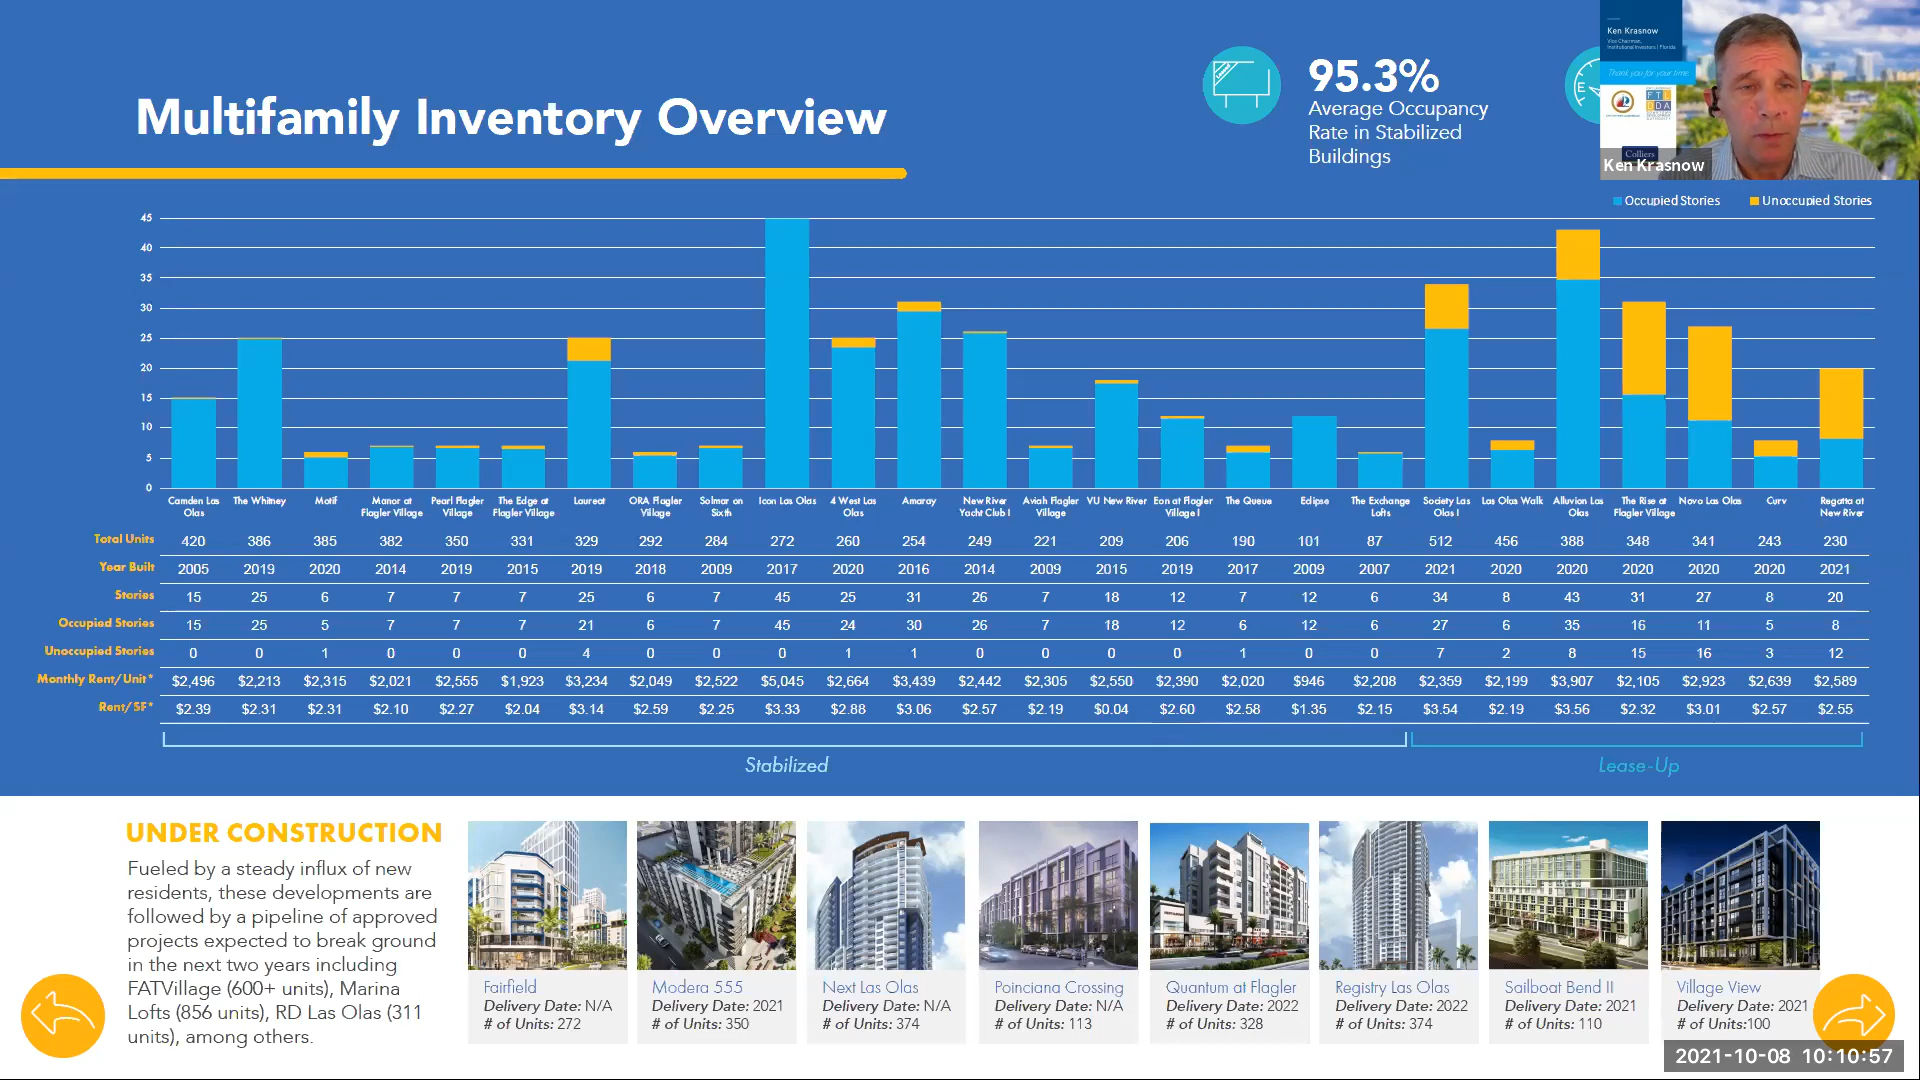 Multifamily Inventory Overview
95.3%
Average Occupancy
Rate in Stabilized
Buildings
Ken Krasnow
Vice Chairman,
Institutional Investors | Florida
Thank you for your time.
FTL
DDA
Colliers
Ken Krasnow
Occupied Stories Unoccupied Stories
45
40
35
30
25
20
15
10
5
0
Camden Las Olas The Whitney Motif Manor at Flagler Village Pearl Flagler Village The Edge at Flagler Village Laureat ORA Flagler Village Solmar on Sixth Icon Las Olas 4 West Las Olas Amaray New River Yacht Club I Aviah Flagler Village VU New River Eon at Flagler Village I The Queue Eclipse The Exchange Lofts Society Las Olas I Las Olas Walk Alluvion Las Olas The Rise at Flagler Village Novo Las Olas Curv Regatta at New River
Total Units 420 386 385 382 350 331 329 292 284 272 260 254 249 221 209 206 190 101 87 512 456 388 348 341 243 230
Year Built 2005 2019 2020 2014 2019 2015 2019 2018 2009 2017 2020 2016 2014 2009 2015 2019 2017 2009 2007 2021 2020 2020 2020 2020 2020 2021
Stories 15 25 6 7 7 7 25 6 7 45 25 31 26 7 18 12 7 12 6 34 8 43 31 27 8 20
Occupied Stories 15 25 5 7 7 7 21 6 7 45 24 30 26 7 18 12 6 12 6 27 6 35 16 11 5 8
Unoccupied Stories 0 0 1 0 0 0 4 0 0 0 1 1 0 0 0 0 1 0 0 7 2 8 15 16 3 12
Monthly Rent/Unit* $2,496 $2,213 $2,315 $2,021 $2,555 $1,923 $3,234 $2,049 $2,522 $5,045 $2,664 $3,439 $2,442 $2,305 $2,550 $2,390 $2,020 $946 $2,208 $2,359 $2,199 $3,907 $2,105 $2,923 $2,639 $2,589
Rent/SF* $2.39 $2.31 $2.31 $2.10 $2.27 $2.04 $3.14 $2.59 $2.25 $3.33 $2.88 $3.06 $2.57 $2.19 $0.04 $2.60 $2.58 $1.35 $2.15 $3.54 $2.19 $3.56 $2.32 $3.01 $2.57 $2.55
Stabilized Lease-Up
UNDER CONSTRUCTION
Fueled by a steady influx of new
residents, these developments are
followed by a pipeline of approved
projects expected to break ground
in the next two years including
FATVillage (600+ units), Marina
Lofts (856 units), RD Las Olas (311
units), among others.
Fairfield
Delivery Date: N/A
# of Units: 272
Modera 555
Delivery Date: 2021
# of Units: 350
Next Las Olas
Delivery Date: N/A
# of Units: 374
Poinciana Crossing
Delivery Date: N/A
# of Units: 113
Quantum at Flagler
Delivery Date: 2022
# of Units: 328
Registry Las Olas
Delivery Date: 2022
# of Units: 374
Sailboat Bend II
Delivery Date: 2021
# of Units: 110
Village View
Delivery Date: 2021
# of Units:100
2021-10-08 10:10:57